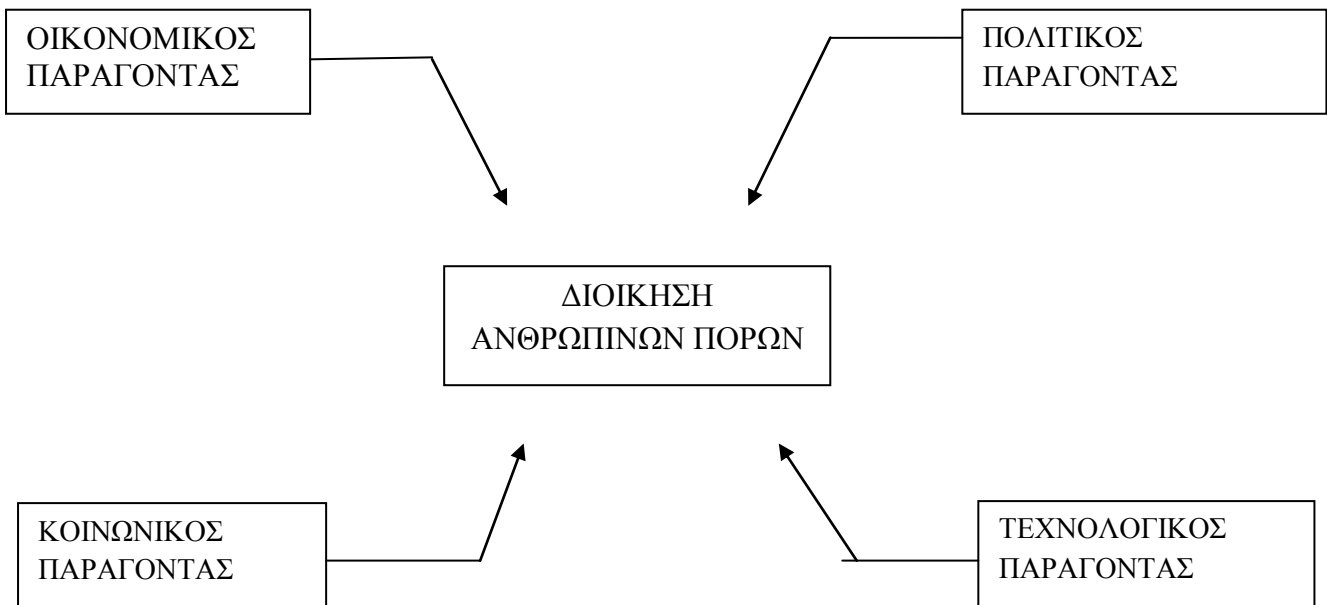 ΟΙΚΟΝΟΜΙΚΟΣ
ΠΑΡΑΓΟΝΤΑΣ
ΠΟΛΙΤΙΚΟΣ
ΠΑΡΑΓΟΝΤΑΣ
ΔΙΟΙΚΗΣΗ
ΑΝΘΡΩΠΙΝΩΝ ΠΟΡΩΝ
ΚΟΙΝΩΝΙΚΟΣ
ΠΑΡΑΓΟΝΤΑΣ
ΤΕΧΝΟΛΟΓΙΚΟΣ
ΠΑΡΑΓΟΝΤΑΣ